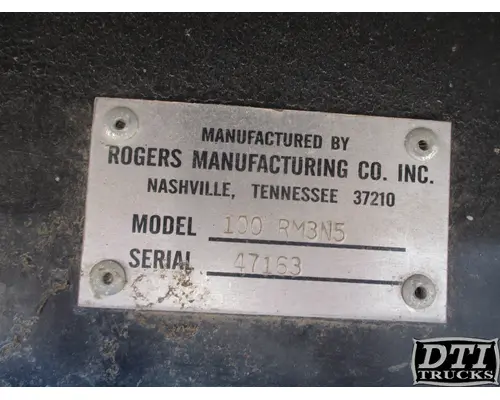 MANUFACTURED BY
ROGERS MANUFACTURING CO. INC.
NASHVILLE, TENNESSEE 37210
MODEL 100 RM3N5
SERIAL 47163
DTI
TRUCKS